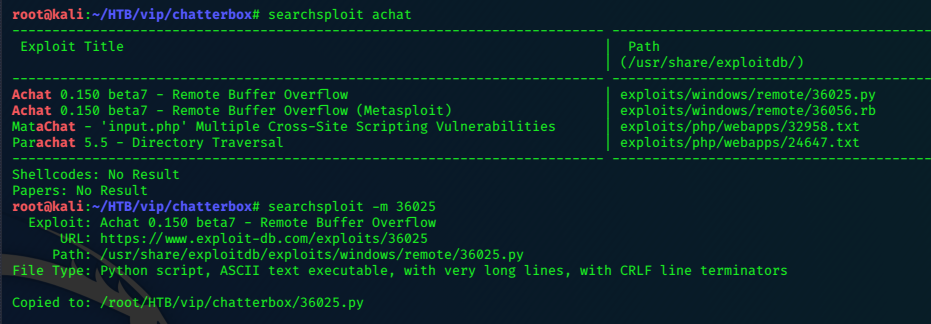 root@kali:~/HTB/vip/chatterbox# searchsploit achat
--------------------------------------------------------------------------- ----------------------------------------
 Exploit Title                                                             |  Path
                                                                           | (/usr/share/exploitdb/)
--------------------------------------------------------------------------- ----------------------------------------
Achat 0.150 beta7 - Remote Buffer Overflow                                 | exploits/windows/remote/36025.py
Achat 0.150 beta7 - Remote Buffer Overflow (Metasploit)                    | exploits/windows/remote/36056.rb
MataChat - 'input.php' Multiple Cross-Site Scripting Vulnerabilities       | exploits/php/webapps/32958.txt
Parachat 5.5 - Directory Traversal                                         | exploits/php/webapps/24647.txt
--------------------------------------------------------------------------- ----------------------------------------
Shellcodes: No Result
Papers: No Result
root@kali:~/HTB/vip/chatterbox# searchsploit -m 36025
  Exploit: Achat 0.150 beta7 - Remote Buffer Overflow
      URL: https://www.exploit-db.com/exploits/36025
     Path: /usr/share/exploitdb/exploits/windows/remote/36025.py
File Type: Python script, ASCII text executable, with very long lines, with CRLF line terminators

Copied to: /root/HTB/vip/chatterbox/36025.py